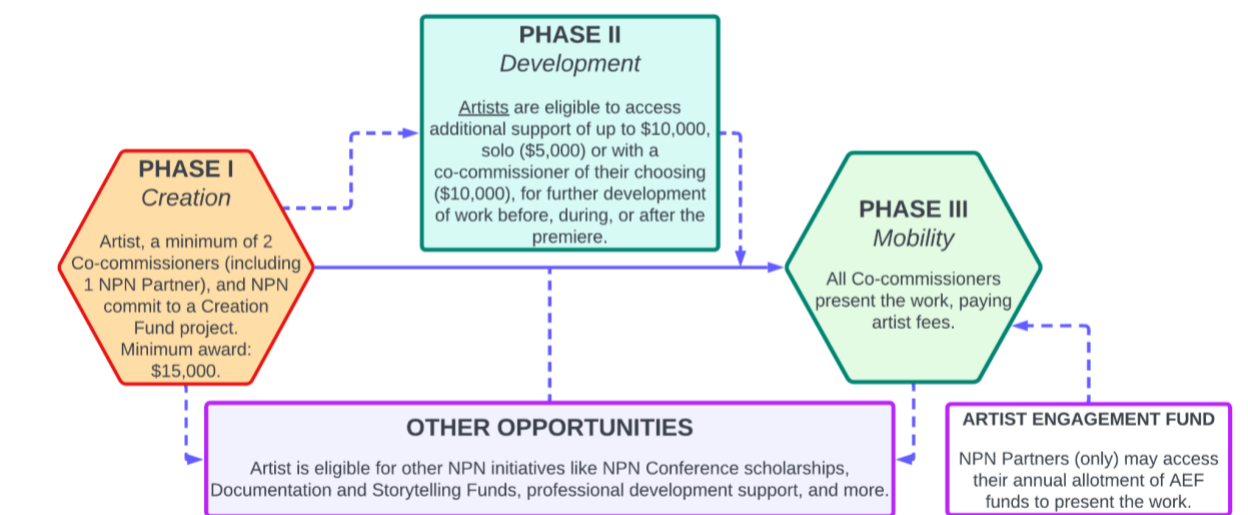 PHASE I
Creation
Artist, a minimum of 2
Co-commissioners (including
1 NPN Partner), and NPN
commit to a Creation
Fund project.
Minimum award:
$15,000.
PHASE II
Development
Artists are eligible to access
additional support of up to $10,000,
solo ($5,000) or with a
co-commissioner of their choosing
($10,000), for further development
of work before, during, or after the
premiere.
PHASE III
Mobility
All Co-commissioners
present the work, paying
artist fees.
OTHER OPPORTUNITIES
Artist is eligible for other NPN initiatives like NPN Conference scholarships,
Documentation and Storytelling Funds, professional development support, and more.
ARTIST ENGAGEMENT FUND
NPN Partners (only) may access
their annual allotment of AEF
funds to present the work.